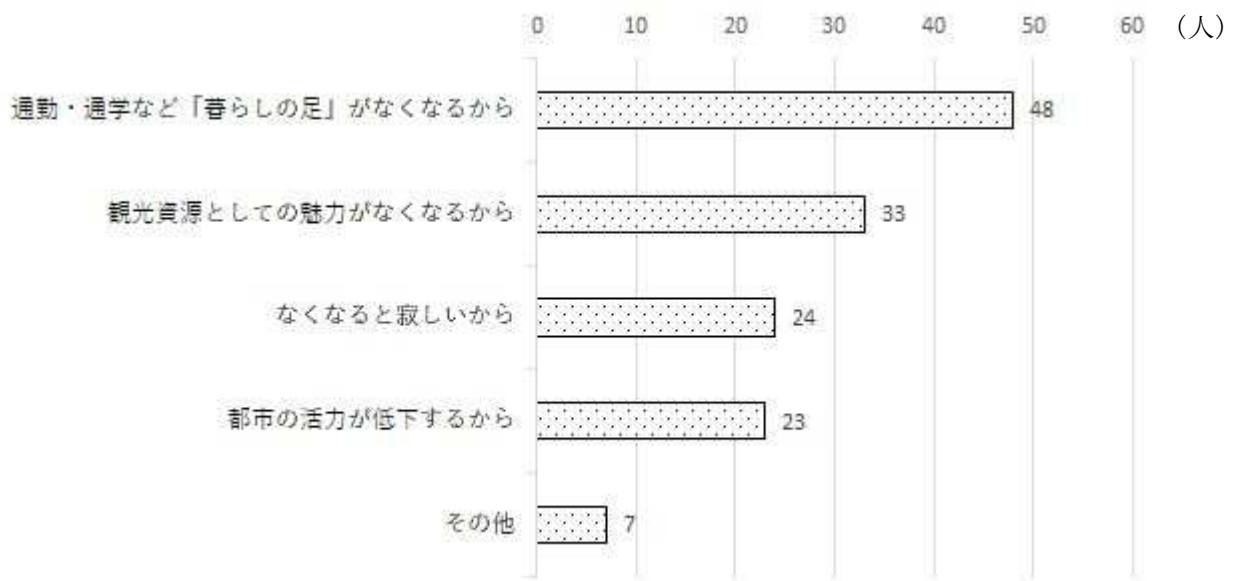 0 10 20 30 40 50 60 （人）
通勤・通学など「暮らしの足」がなくなるから 48
観光資源としての魅力がなくなるから 33
なくなると寂しいから 24
都市の活力が低下するから 23
その他 7